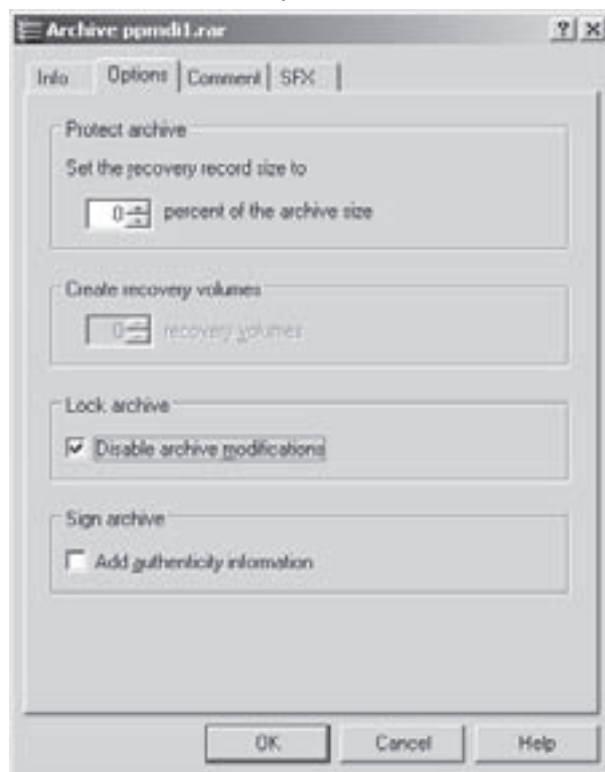 Archive ppmdi1.rar
Info Options Comment SFX
Protect archive
Set the recovery record size to
0 percent of the archive size
Create recovery volumes
0 recovery volumes
Lock archive
Disable archive modifications
Sign archive
Add authenticity information
OK Cancel Help